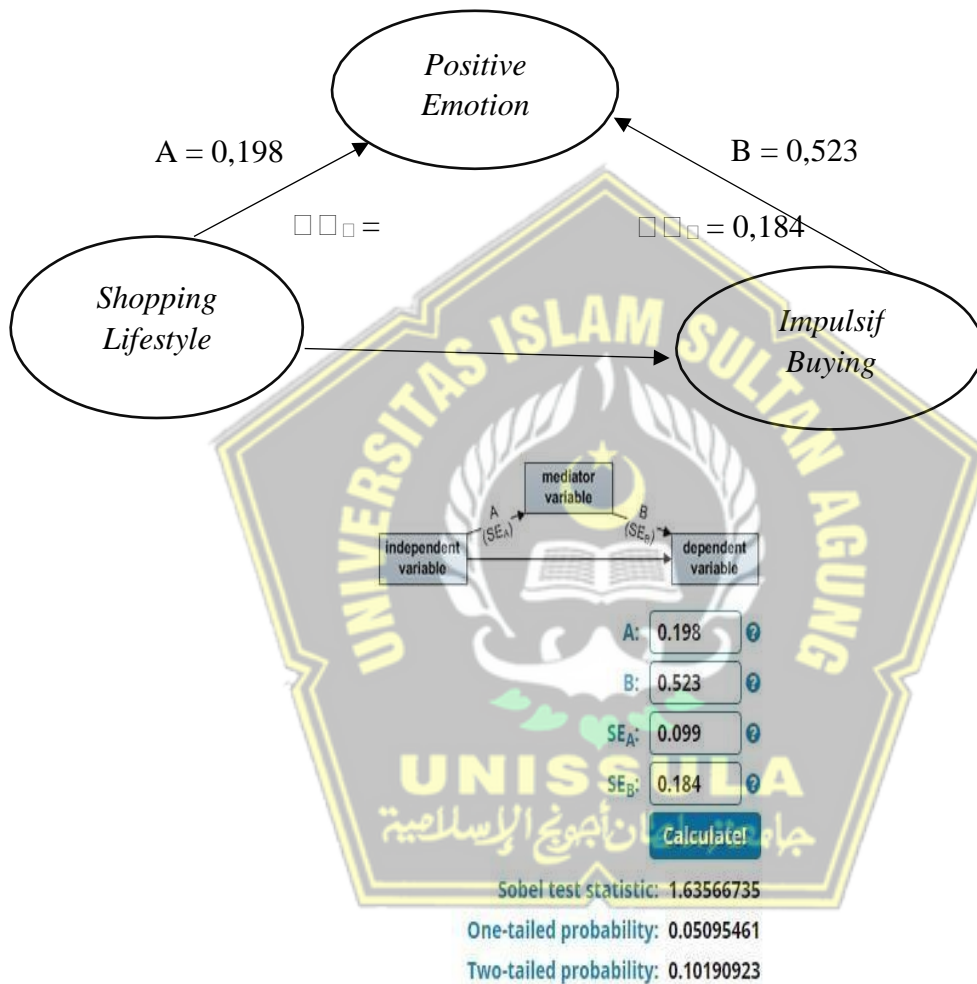 Positive
Emotion
A = 0,198
B = 0,523
□□□ =
□□□ = 0,184
Shopping
Lifestyle
Impulsif
Buying
UNIVERSITAS ISLAM SULTAN AGUNG
mediator
variable
A
(SEA)
B
(SEB)
independent
variable
dependent
variable
A: 0.198
B: 0.523
SEA: 0.099
SEB: 0.184
UNISSULA
جامعة سلطان أجونج الإسلامية
Calculate!
Sobel test statistic: 1.63566735
One-tailed probability: 0.05095461
Two-tailed probability: 0.10190923